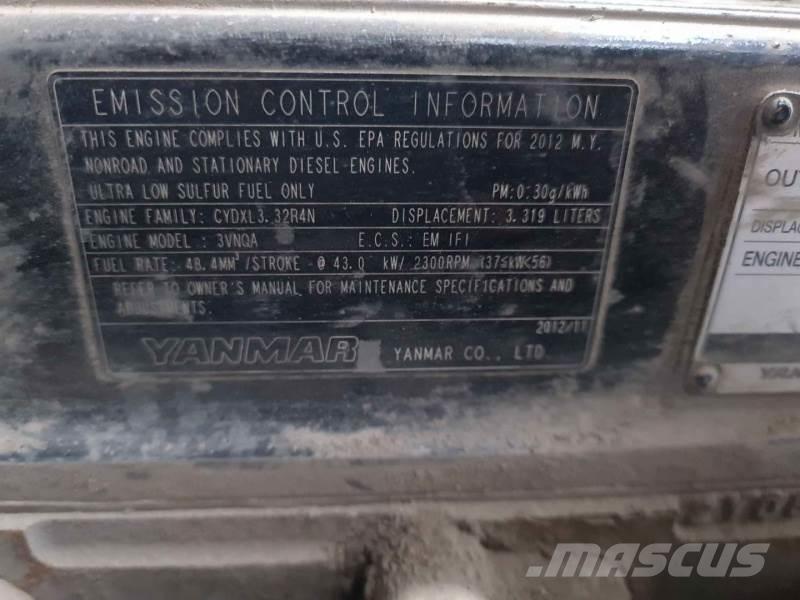 EMISSION CONTROL INFORMATION
THIS ENGINE COMPLIES WITH U.S. EPA REGULATIONS FOR 2012 M.Y.
NONROAD AND STATIONARY DIESEL ENGINES.
ULTRA LOW SULFUR FUEL ONLY PM:0.30g/kWh
ENGINE FAMILY: CYDXL3.32R4N DISPLACEMENT: 3.319 LITERS
ENGINE MODEL : 3VNQA E.C.S.: EM IFI
FUEL RATE: 48.4MM³/STROKE @ 43.0 kW/ 2300RPM (37≤kW<56)
REFER TO OWNER'S MANUAL FOR MAINTENANCE SPECIFICATIONS AND
ADJUSTMENTS.
2012/11
YANMAR YANMAR CO., LTD.
OU
DISPLAC
ENGINE
MASCUS